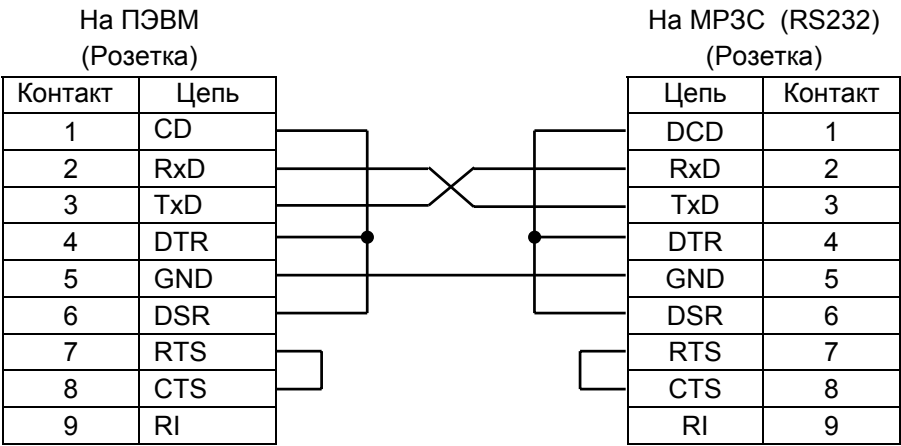 На ПЭВМ
(Розетка)
Контакт Цепь
1 CD
2 RxD
3 TxD
4 DTR
5 GND
6 DSR
7 RTS
8 CTS
9 RI
На МРЗС (RS232)
(Розетка)
Цепь Контакт
DCD 1
RxD 2
TxD 3
DTR 4
GND 5
DSR 6
RTS 7
CTS 8
RI 9